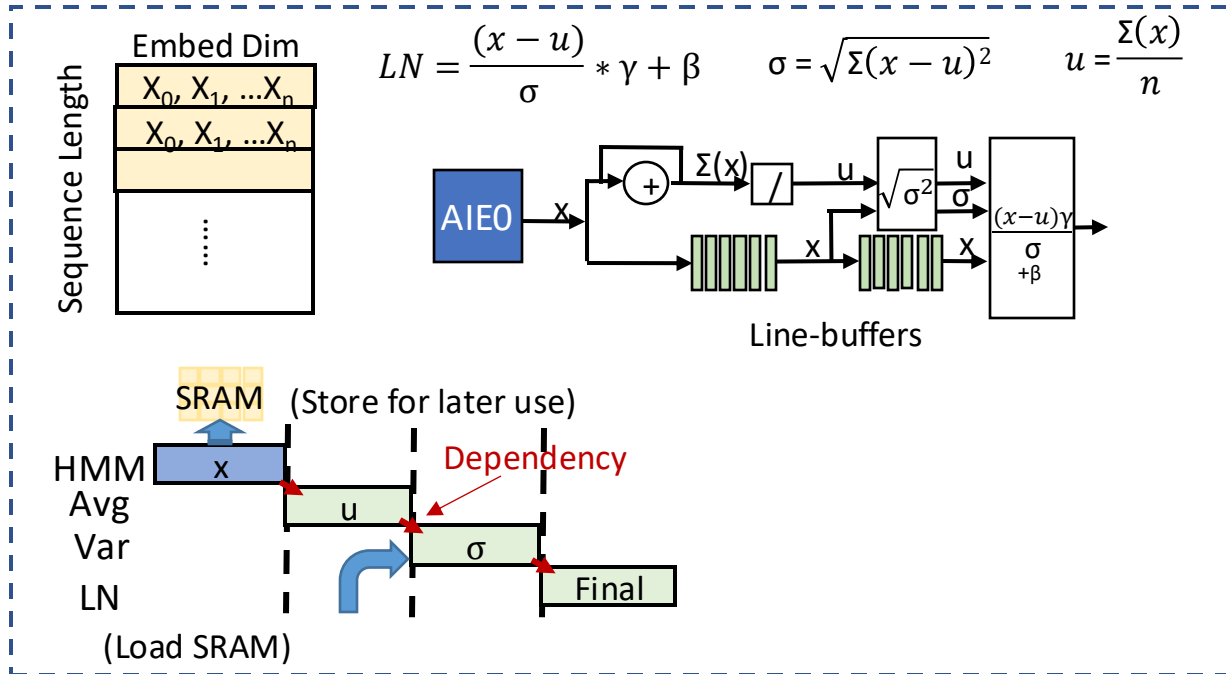 Embed Dim
Sequence Length
X₀, X₁, ...Xₙ
X₀, X₁, ...Xₙ
......
LN = (x − u) / σ ∗ γ + β
σ = √Σ(x − u)²
u = Σ(x) / n
AIE0
x
+
Σ(x)
/
u
√σ²
u
σ
x
x
(x−u)γ
σ
+β
Line-buffers
SRAM
(Store for later use)
HMM
x
Dependency
Avg
u
Var
σ
LN
Final
(Load SRAM)